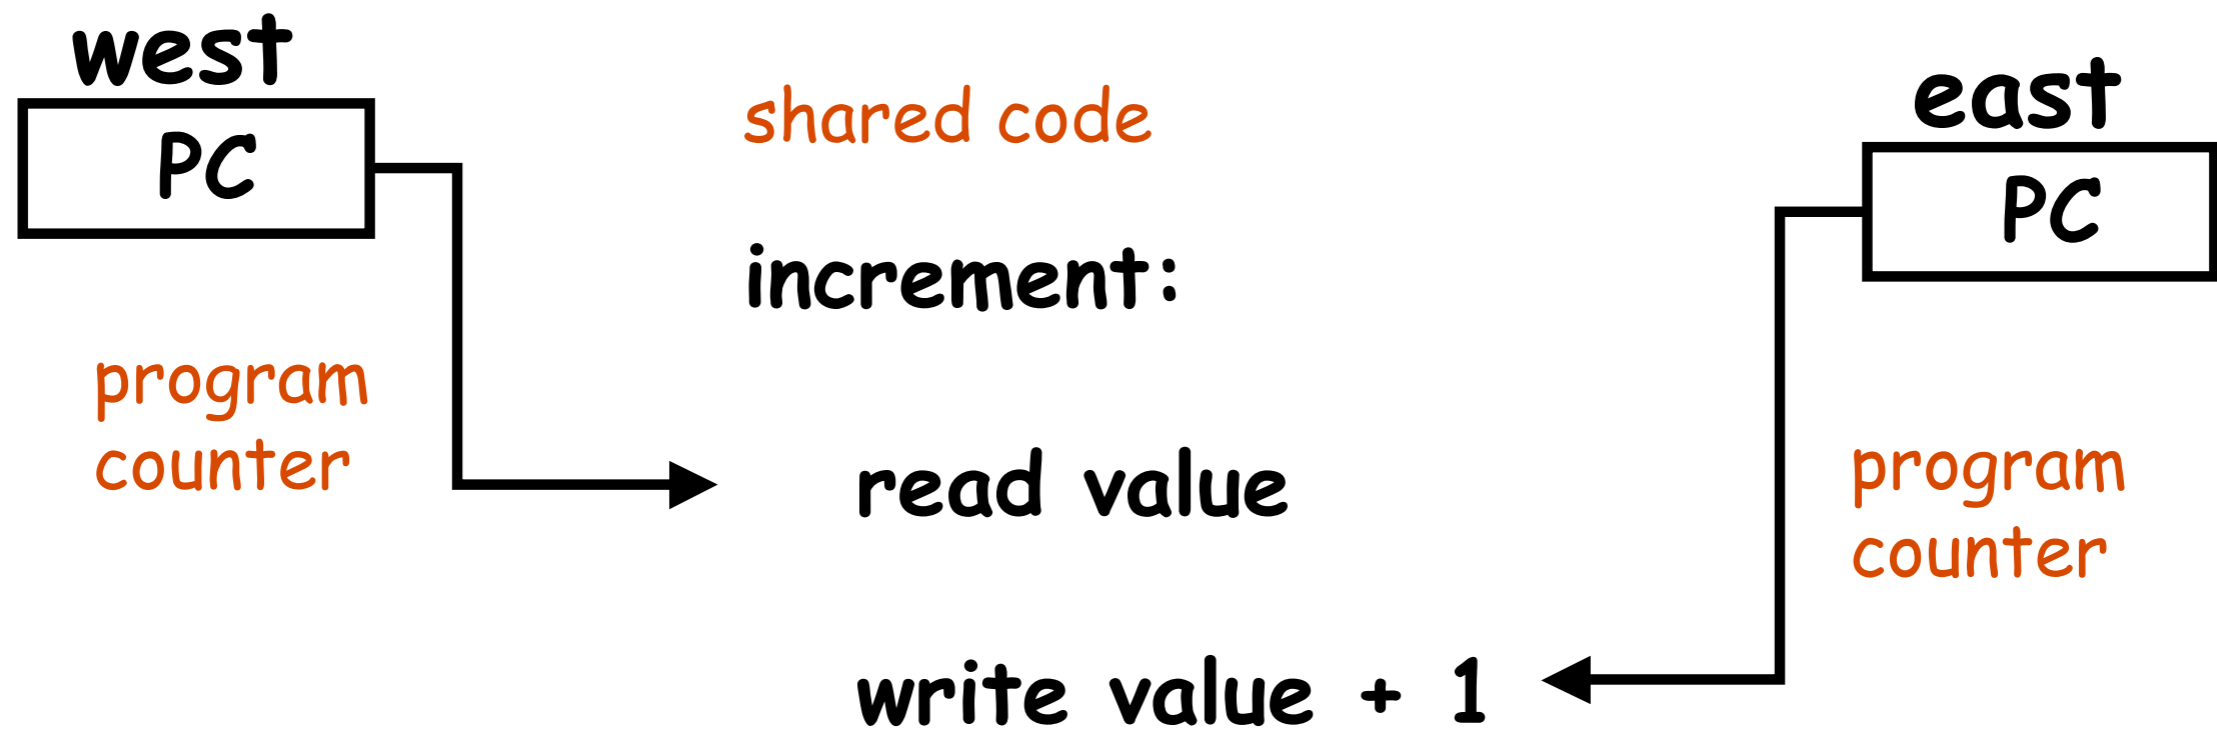 west
PC
program
counter
shared code
increment:
read value
write value + 1
east
PC
program
counter